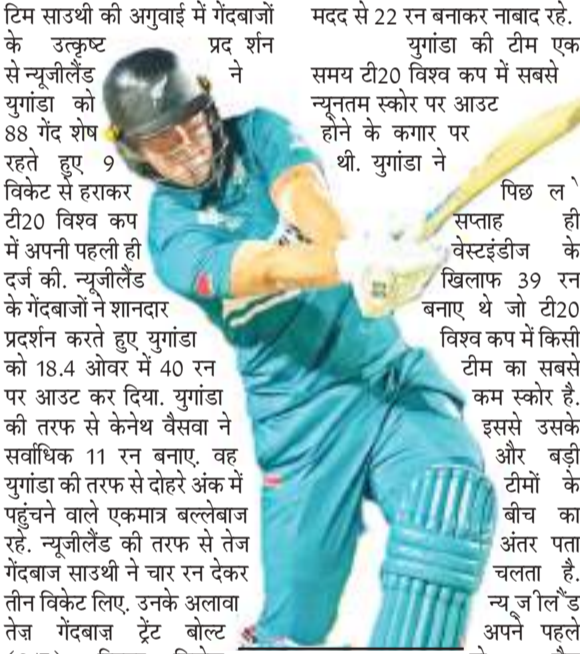 टिम साउथी की अगुवाई में गेंदबाजों
के उत्कृष्ट प्रद र्शन
से न्यूजीलैंड ने
युगांडा को
88 गेंद शेष
रहते हुए 9
विकेट से हराकर
टी20 विश्व कप
में अपनी पहली ही
दर्ज की. न्यूजीलैंड
के गेंदबाजों ने शानदार
प्रदर्शन करते हुए युगांडा
को 18.4 ओवर में 40 रन
पर आउट कर दिया. युगांडा
की तरफ से केनेथ वैसवा ने
सर्वाधिक 11 रन बनाए. वह
युगांडा की तरफ से दोहरे अंक में
पहुंचने वाले एकमात्र बल्लेबाज
रहे. न्यूजीलैंड की तरफ से तेज
गेंदबाज साउथी ने चार रन देकर
तीन विकेट लिए. उनके अलावा
तेज गेंदबाज ट्रेंट बोल्ट
मदद से 22 रन बनाकर नाबाद रहे.
युगांडा की टीम एक
समय टी20 विश्व कप में सबसे
न्यूनतम स्कोर पर आउट
होने के कगार पर
थी. युगांडा ने
पिछ ल े
सप्ताह ही
वेस्टइंडीज के
खिलाफ 39 रन
बनाए थे जो टी20
विश्व कप में किसी
टीम का सबसे
कम स्कोर है.
इससे उसके
और बड़ी
टीमों के
बीच का
अंतर पता
चलता है.
न्यूजीलैंड
अपने पहले